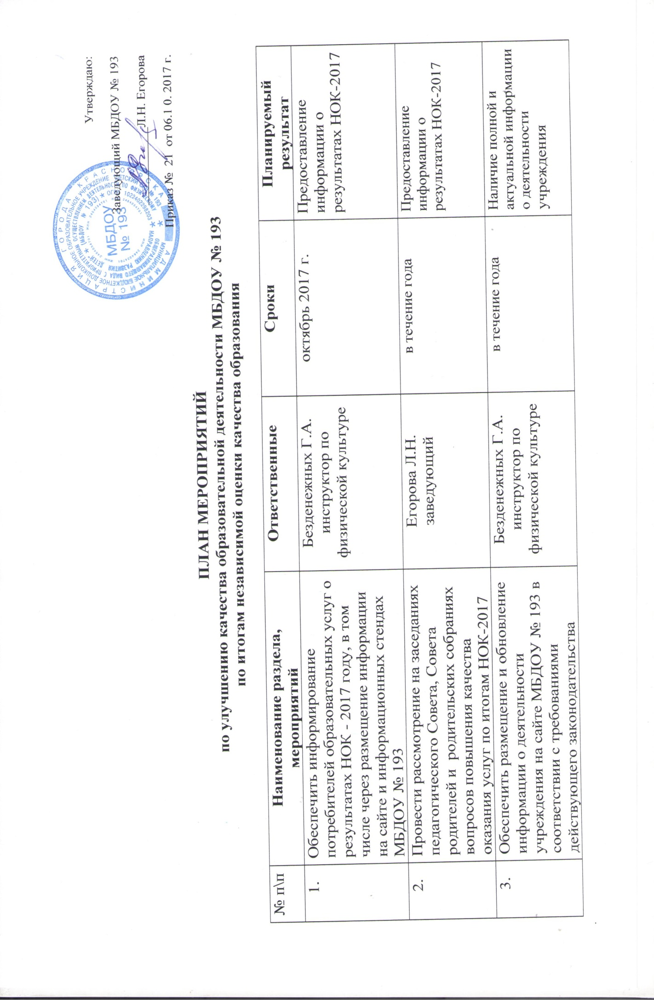 Утверждаю:
Заведующий МБДОУ № 193
Л.Н. Егорова
Приказ № 21 от 06.1 0. 2017 г.
МБДОУ
№ 193
ПЛАН МЕРОПРИЯТИЙ
по улучшению качества образовательной деятельности МБДОУ № 193
по итогам независимой оценки качества образования
№ п\п
Наименование раздела,
мероприятий
Ответственные
Сроки
Планируемый
результат
1.
Обеспечить информирование
потребителей образовательных услуг о
результатах НОК - 2017 году, в том
числе через размещение информации
на сайте и информационных стендах
МБДОУ № 193
Безденежных Г.А.
инструктор по
физической культуре
октябрь 2017 г.
Предоставление
информации о
результатах НОК-2017
2.
Провести рассмотрение на заседаниях
педагогического Совета, Совета
родителей и родительских собраниях
вопросов повышения качества
оказания услуг по итогам НОК-2017
Егорова Л.Н.
заведующий
в течение года
Предоставление
информации о
результатах НОК-2017
3.
Обеспечить размещение и обновление
информации о деятельности
учреждения на сайте МБДОУ № 193 в
соответствии с требованиями
действующего законодательства
Безденежных Г.А.
инструктор по
физической культуре
в течение года
Наличие полной и
актуальной информации
о деятельности
учреждения